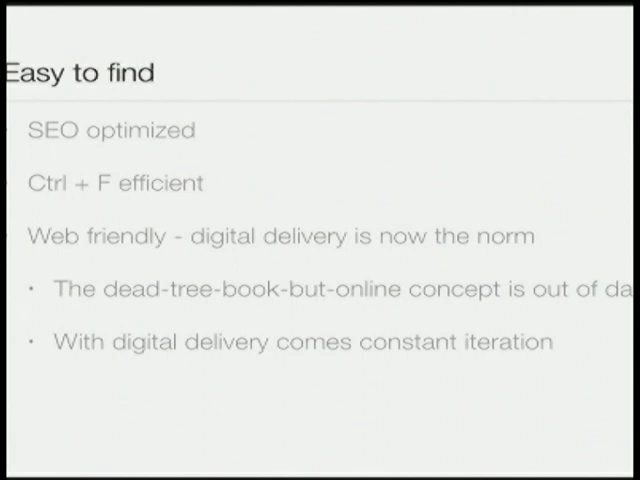 Easy to find
SEO optimized
Ctrl + F efficient
Web friendly - digital delivery is now the norm
• The dead-tree-book-but-online concept is out of da
• With digital delivery comes constant iteration